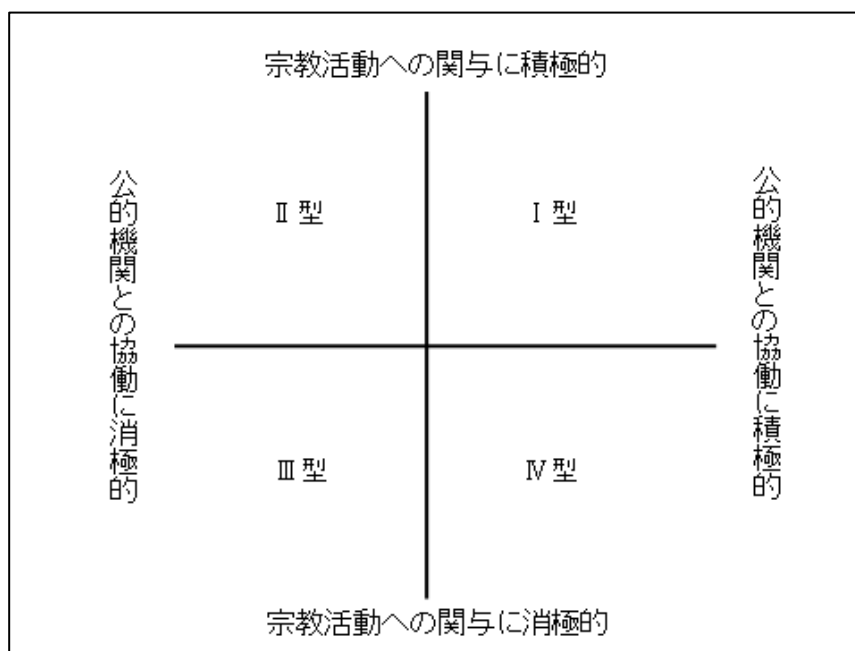 宗教活動への関与に積極的
公的機関との協働に消極的
Ⅱ型
Ⅰ型
公的機関との協働に積極的
Ⅲ型
Ⅳ型
宗教活動への関与に消極的